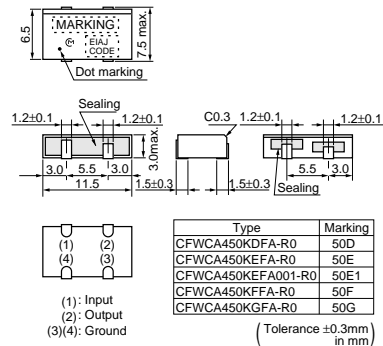 6.5
MARKING
EIAJ
CODE
7.5 max.
Dot marking
Sealing
1.2±0.1
1.2±0.1
3.0max.
3.0
5.5
3.0
11.5
C0.3
1.5±0.3
1.5±0.3
1.2±0.1
1.2±0.1
5.5
3.0
Sealing
(1) (2)
(4) (3)
(1): Input
(2): Output
(3)(4): Ground
Type Marking
CFWCA450KDFA-R0 50D
CFWCA450KEFA-R0 50E
CFWCA450KEFA001-R0 50E1
CFWCA450KFFA-R0 50F
CFWCA450KGFA-R0 50G
(Tolerance ±0.3mm
in mm)